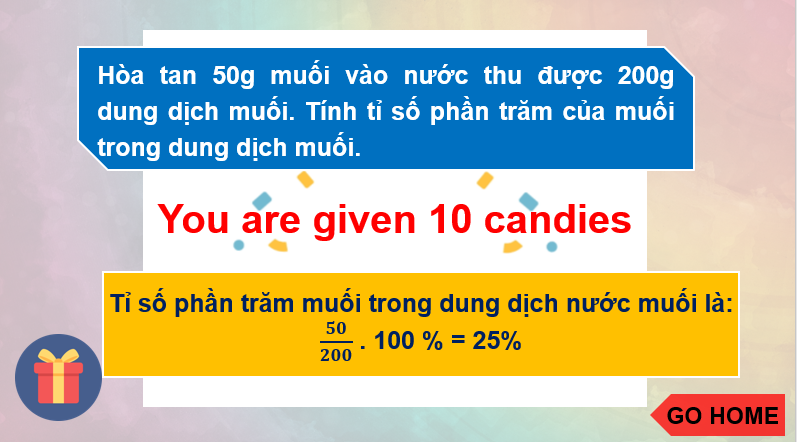 Hòa tan 50g muối vào nước thu được 200g
dung dịch muối. Tính tỉ số phần trăm của muối
trong dung dịch muối.
You are given 10 candies
Tỉ số phần trăm muối trong dung dịch nước muối là:
50/200 . 100 % = 25%
GO HOME